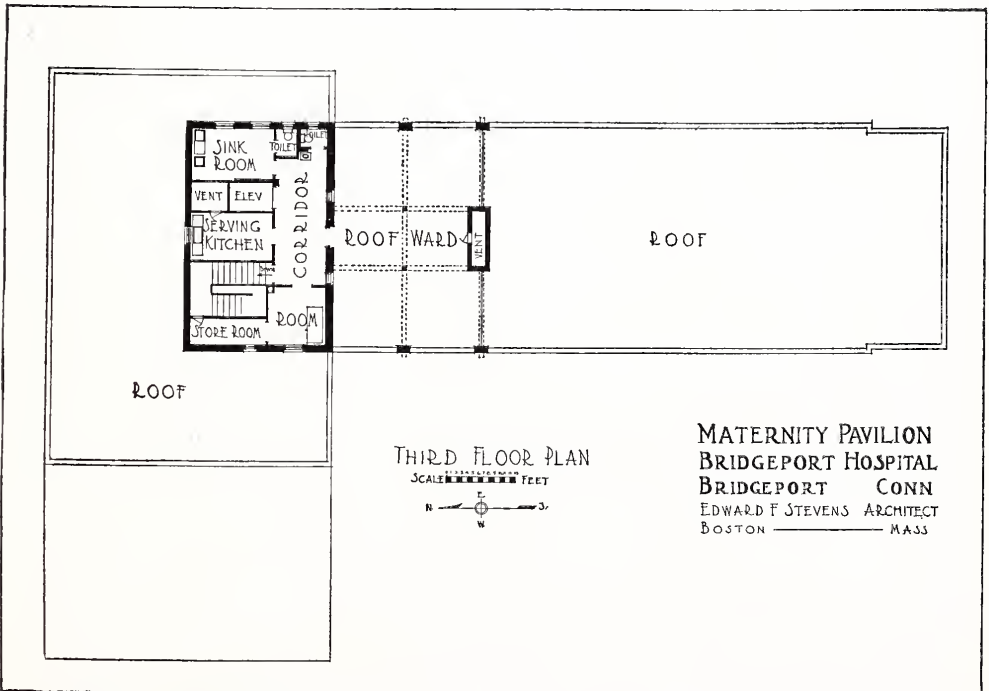 TOILET
TOILET
SINK
ROOM
VENT
ELEV
CORRIDOR
SERVING
KITCHEN
ROOF WARD
VENT
ROOF
ROOM
STORE ROOM
ROOF
THIRD FLOOR PLAN
SCALE FEET
E
N S
W
MATERNITY PAVILION
BRIDGEPORT HOSPITAL
BRIDGEPORT CONN
EDWARD F STEVENS ARCHITECT
BOSTON MASS